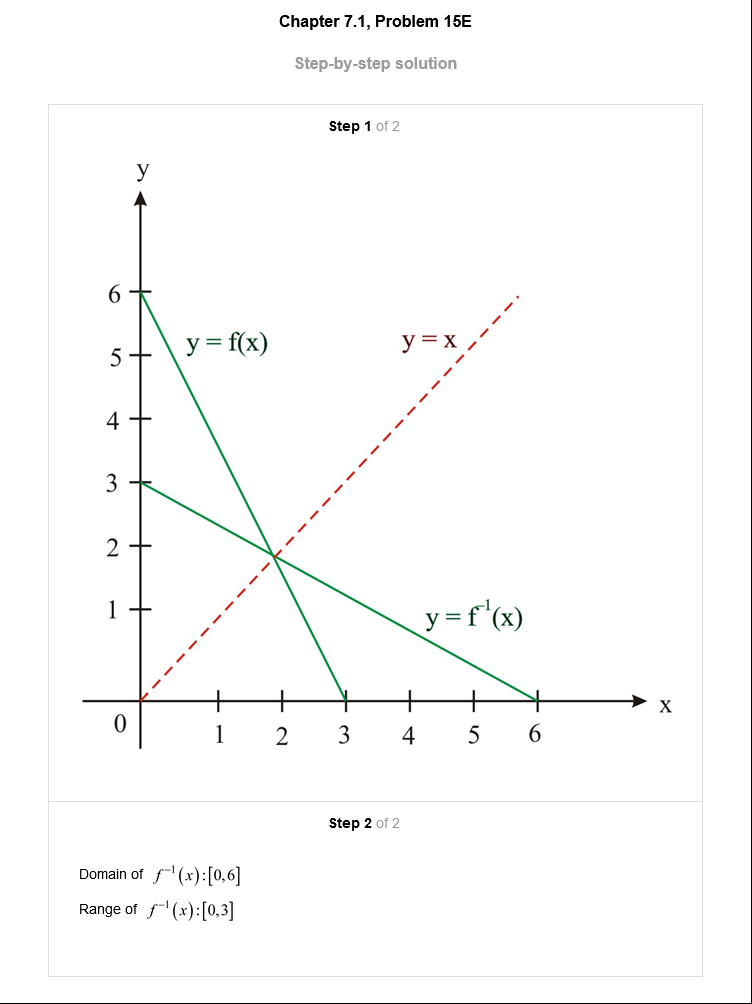 Chapter 7.1, Problem 15E
Step-by-step solution
Step 1 of 2
y
6
y = f(x)
y = x
5
4
3
2
1
y = f⁻¹(x)
0
x
1 2 3 4 5 6
Step 2 of 2
Domain of f⁻¹(x):[0,6]
Range of f⁻¹(x):[0,3]